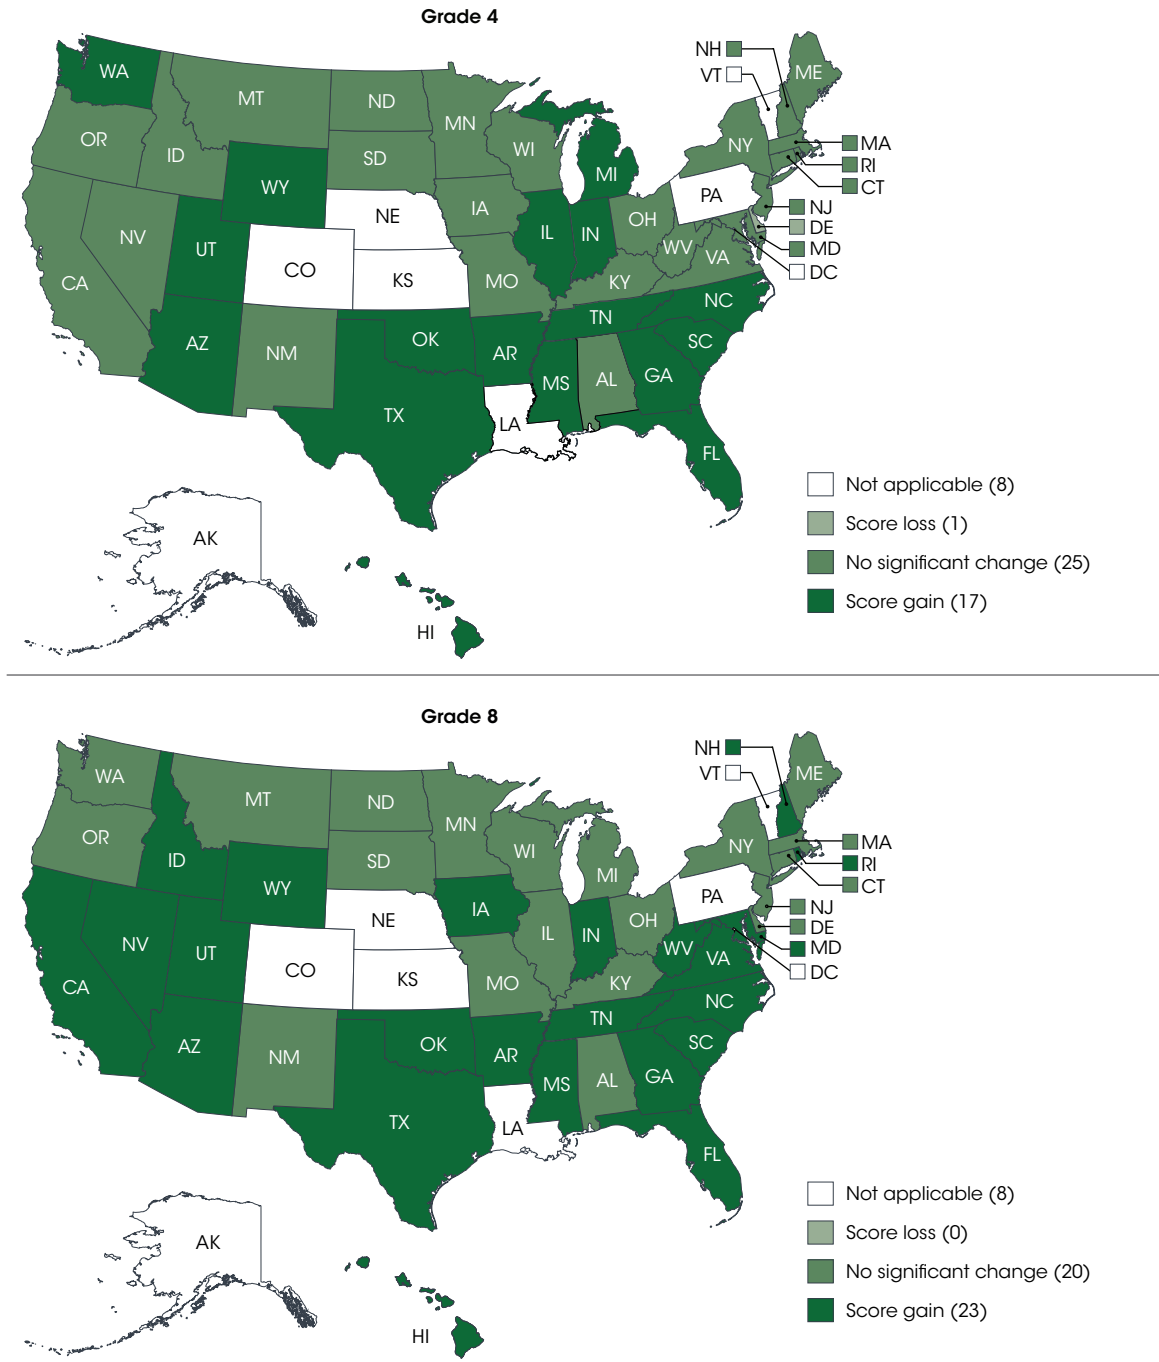 Grade 4
NH
VT
ME
WA
MT
ND
MN
OR
ID
SD
WI
NY
MA
RI
CT
WY
MI
PA
NE
IA
NJ
NV
UT
IL
IN
OH
DE
WV
VA
MD
CO
KS
MO
KY
DC
CA
NC
TN
AZ
NM
OK
AR
SC
MS
AL
GA
TX
LA
FL
AK
HI
Not applicable (8)
Score loss (1)
No significant change (25)
Score gain (17)
Grade 8
NH
VT
ME
WA
MT
ND
MN
OR
ID
SD
WI
NY
MA
RI
CT
WY
MI
PA
NE
IA
NJ
NV
UT
IL
IN
OH
DE
WV
VA
MD
CO
KS
MO
KY
DC
CA
NC
TN
AZ
NM
OK
AR
SC
MS
AL
GA
TX
LA
FL
AK
HI
Not applicable (8)
Score loss (0)
No significant change (20)
Score gain (23)